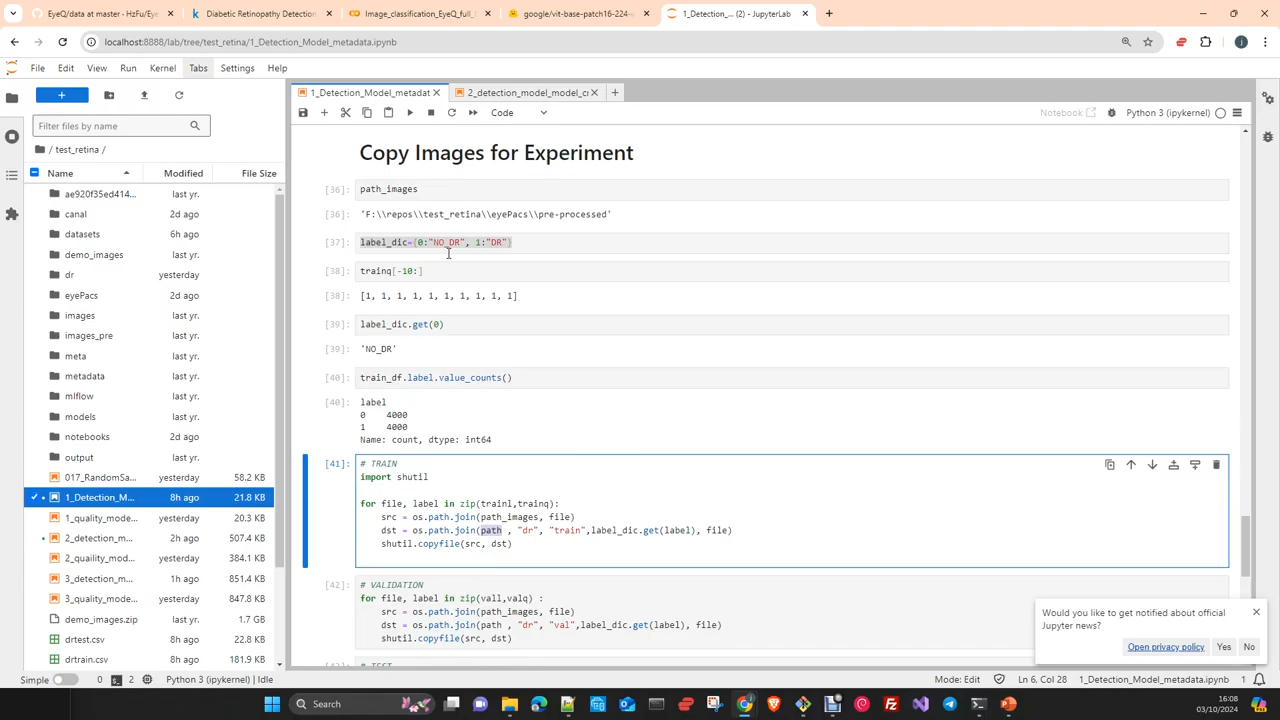 EyeQ/data at master · HzFu/Eye
Diabetic Retinopathy Detection
Image_classification_EyeQ_full_
google/vit-base-patch16-224-
1_Detection_... (2) - JupyterLab
localhost:8888/lab/tree/test_retina/1_Detection_Model_metadata.ipynb
File Edit View Run Kernel Tabs Settings Help
1_Detection_Model_metadat
2_detection_model_cr
Code
Notebook
Python 3 (ipykernel)
Filter files by name
/ test_retina /
Name Modified File Size
ae920f35ed414... last yr.
canal 2d ago
datasets 6h ago
demo_images last yr.
dr last yr.
eyePacs 2d ago
images last yr.
images_pre last yr.
meta last yr.
metadata last yr.
mlflow last yr.
models last yr.
notebooks 2d ago
output last yr.
017_RandomSa... yesterday 58.2 KB
1_Detection_M... 8h ago 21.8 KB
1_quality_mode... yesterday 20.3 KB
2_detection_m... 2d ago 507.4 KB
2_quaility_mod... yesterday 384.1 KB
3_detection_m... 1h ago 851.4 KB
3_quality_mode... yesterday 847.8 KB
demo_images.zip last yr. 1.7 GB
drtest.csv last yr. 22.8 KB
drtrain.csv last yr. 181.9 KB
Copy Images for Experiment
[36]: path_images
[36]: 'F:\\repos\\test_retina\\eyePacs\\pre-processed'
[37]: label_dic={0:"NO_DR", 1:"DR"}
[38]: trainq[-10:]
[38]: [1, 1, 1, 1, 1, 1, 1, 1, 1, 1]
[39]: label_dic.get(0)
[39]: 'NO_DR'
[40]: train_df.label.value_counts()
[40]: label
0 4000
1 4000
Name: count, dtype: int64
[41]: # TRAIN
import shutil
for file, label in zip(trainl,trainq):
src = os.path.join(path_images, file)
dst = os.path.join(path , "dr", "train",label_dic.get(label), file)
shutil.copyfile(src, dst)
[42]: # VALIDATION
for file, label in zip(vall,valq) :
src = os.path.join(path_images, file)
dst = os.path.join(path , "dr", "val",label_dic.get(label), file)
shutil.copyfile(src, dst)
# TEST
Would you like to get notified about official
Jupyter news?
Open privacy policy Yes No
Simple 0 2 Python 3 (ipykernel) | Idle
Mode: Edit Ln 6, Col 28 1_Detection_Model_metadata.ipynb 1
Search
16:08
03/10/2024